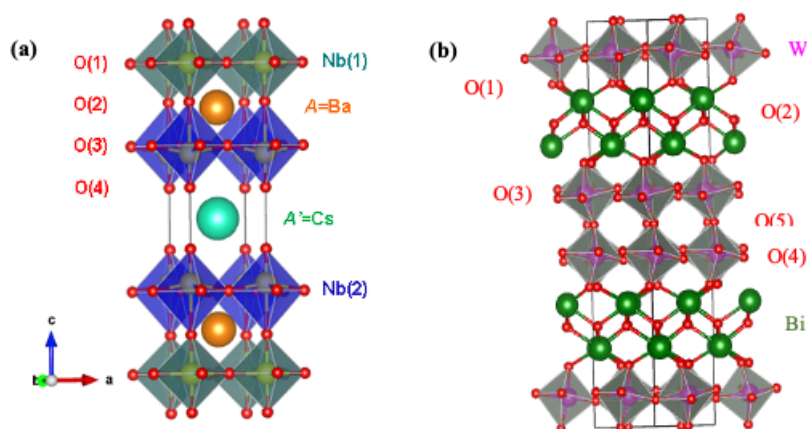 (a)
O(1)
O(2)
O(3)
O(4)
Nb(1)
A=Ba
A'=Cs
Nb(2)
c
b
a
(b)
W
O(1)
O(2)
O(3)
O(5)
O(4)
Bi